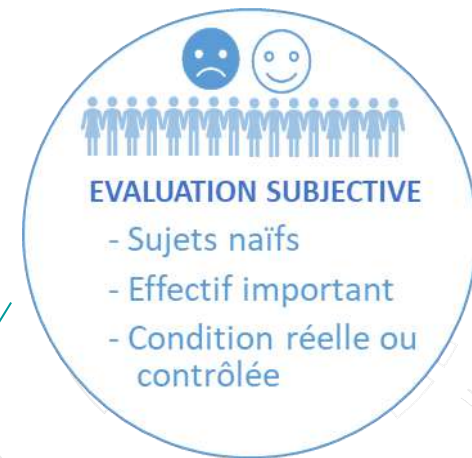 EVALUATION SUBJECTIVE
- Sujets naïfs
- Effectif important
- Condition réelle ou
contrôlée